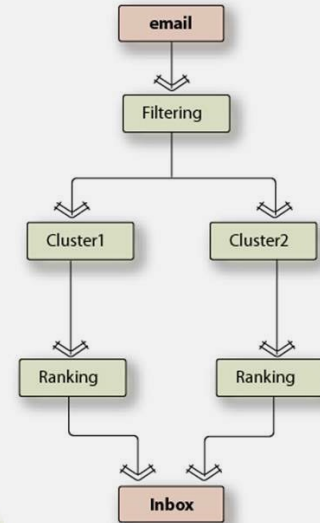 email
Filtering
Cluster1
Cluster2
Ranking
Ranking
Inbox